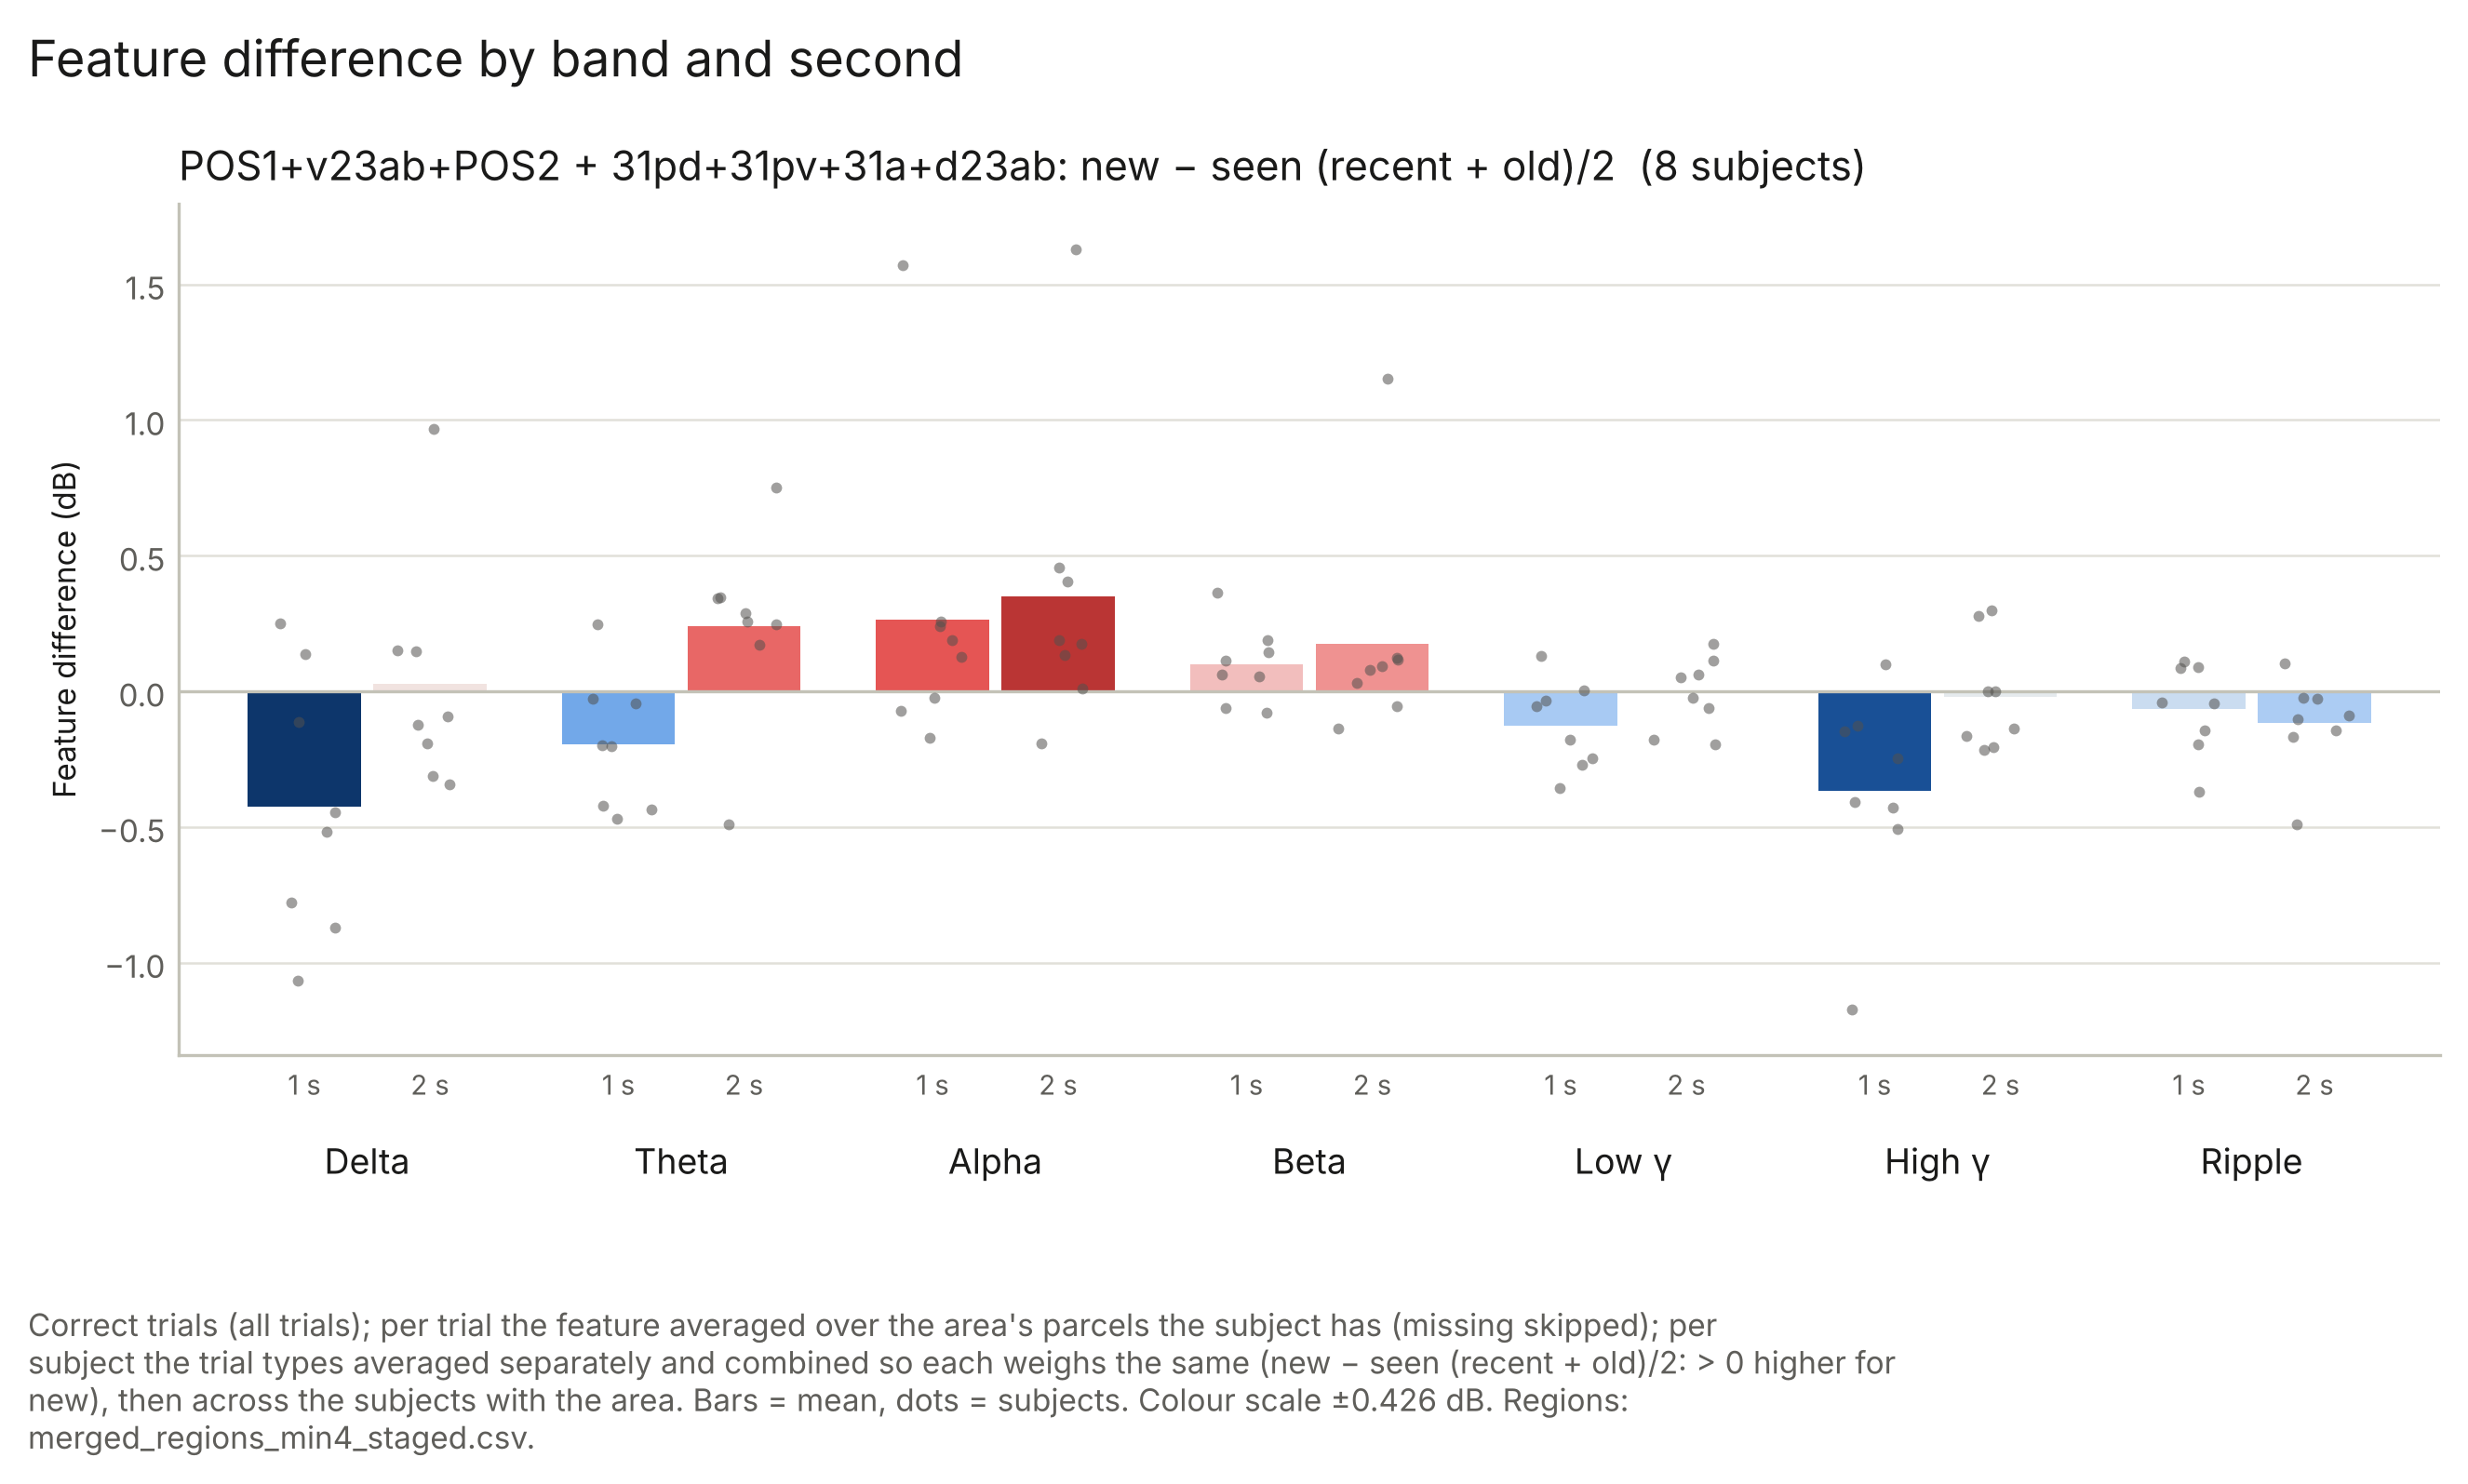 Feature difference by band and second
POS1+v23ab+POS2 + 31pd+31pv+31a+d23ab: new − seen (recent + old)/2 (8 subjects)
Feature difference (dB)
1.5
1.0
0.5
0.0
−0.5
−1.0
1 s 2 s 1 s 2 s 1 s 2 s 1 s 2 s 1 s 2 s 1 s 2 s 1 s 2 s
Delta Theta Alpha Beta Low γ High γ Ripple
Correct trials (all trials); per trial the feature averaged over the area's parcels the subject has (missing skipped); per
subject the trial types averaged separately and combined so each weighs the same (new − seen (recent + old)/2: > 0 higher for
new), then across the subjects with the area. Bars = mean, dots = subjects. Colour scale ±0.426 dB. Regions:
merged_regions_min4_staged.csv.